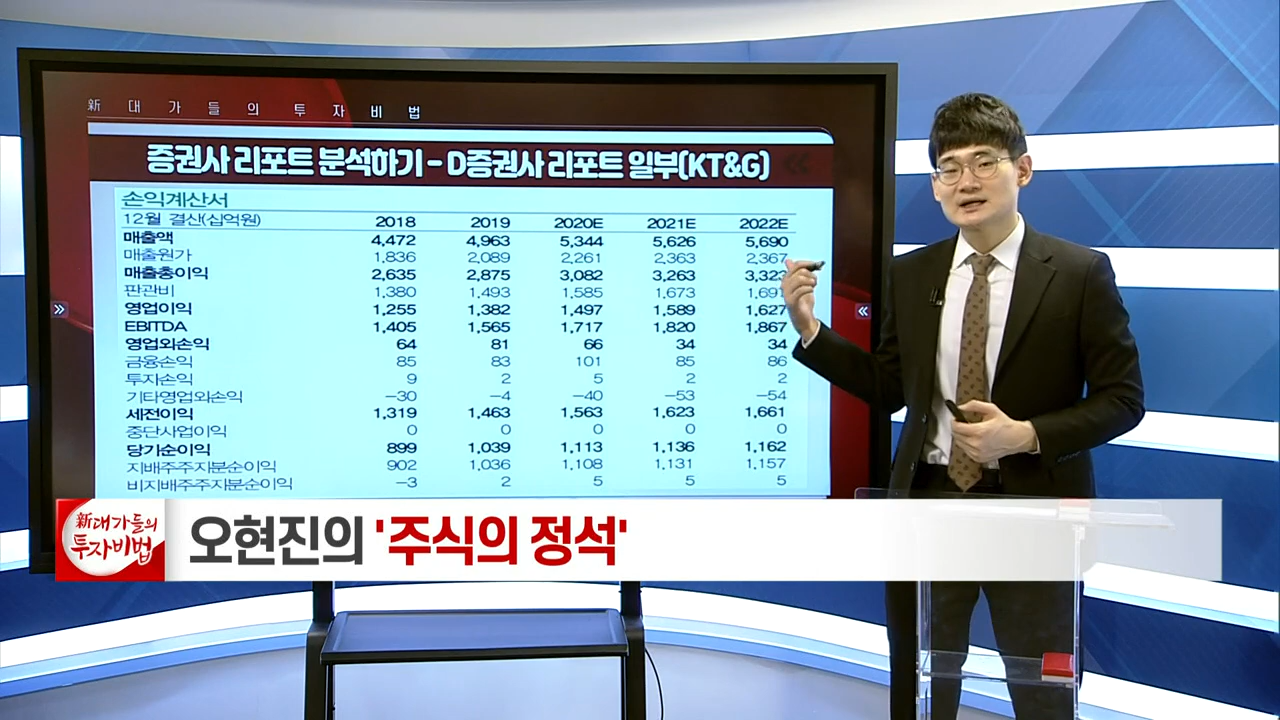 新 대 가 들 의 투 자 비 법
증권사 리포트 분석하기 - D증권사 리포트 일부(KT&G)
손익계산서
12월 결산(십억원) 2018 2019 2020E 2021E 2022E
매출액 4,472 4,963 5,344 5,626 5,690
매출원가 1,836 2,089 2,261 2,363 2,367
매출총이익 2,635 2,875 3,082 3,263 3,323
판관비 1,380 1,493 1,585 1,673 1,697
영업이익 1,255 1,382 1,497 1,589 1,627
EBITDA 1,405 1,565 1,717 1,820 1,867
영업외손익 64 81 66 34 34
금융손익 85 83 101 85 86
투자손익 9 2 5 2 2
기타영업외손익 -30 -4 -40 -53 -54
세전이익 1,319 1,463 1,563 1,623 1,661
중단사업이익 0 0 0 0 0
당기순이익 899 1,039 1,113 1,136 1,162
지배주주지분순이익 902 1,036 1,108 1,131 1,157
비지배주주지분순이익 -3 2 5 5 5
新대가들의
투자비법
오현진의 '주식의 정석'